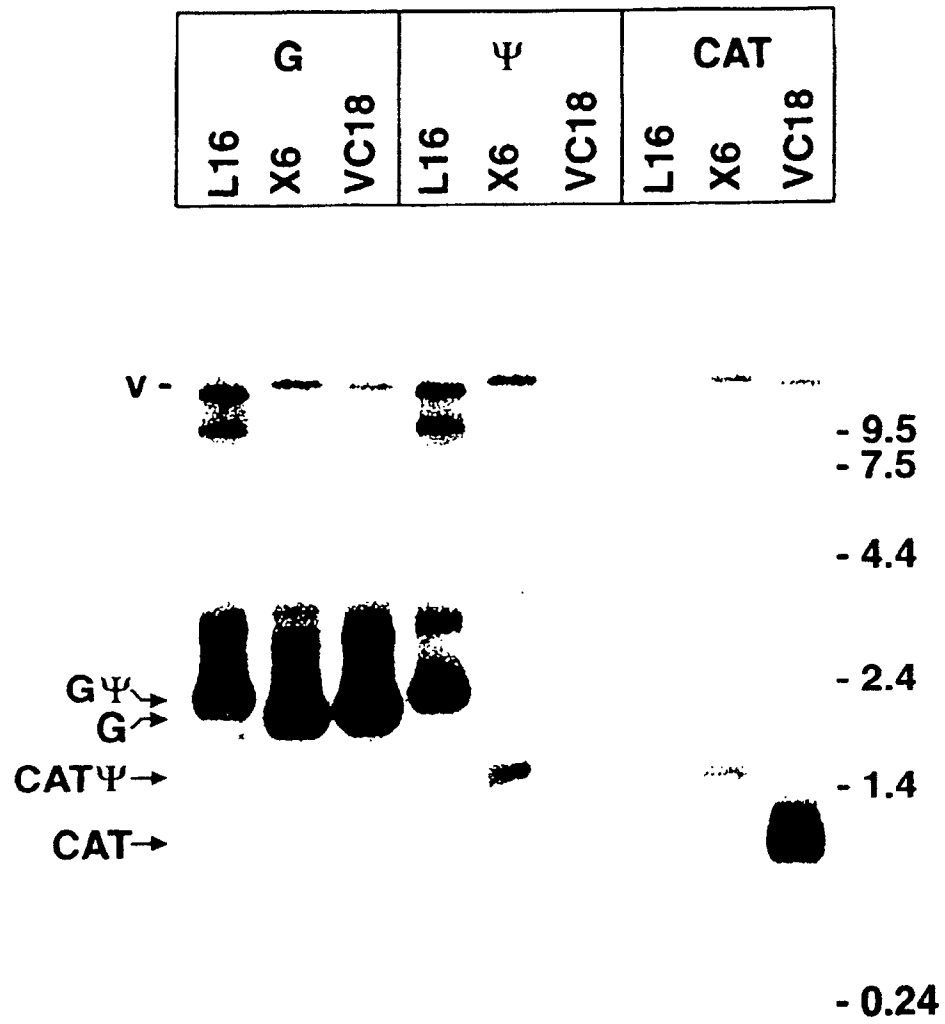 G Ψ CAT
L16 X6 VC18 L16 X6 VC18 L16 X6 VC18
v -
- 9.5
- 7.5
- 4.4
- 2.4
GΨ
G
CATΨ
- 1.4
CAT
- 0.24